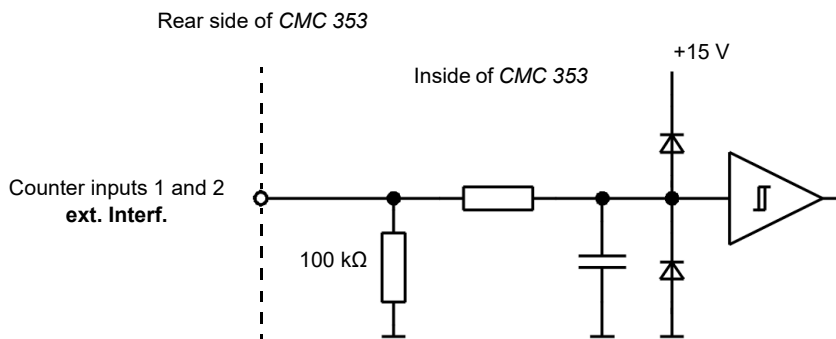 Rear side of CMC 353
+15 V
Inside of CMC 353
Counter inputs 1 and 2
ext. Interf.
100 kΩ